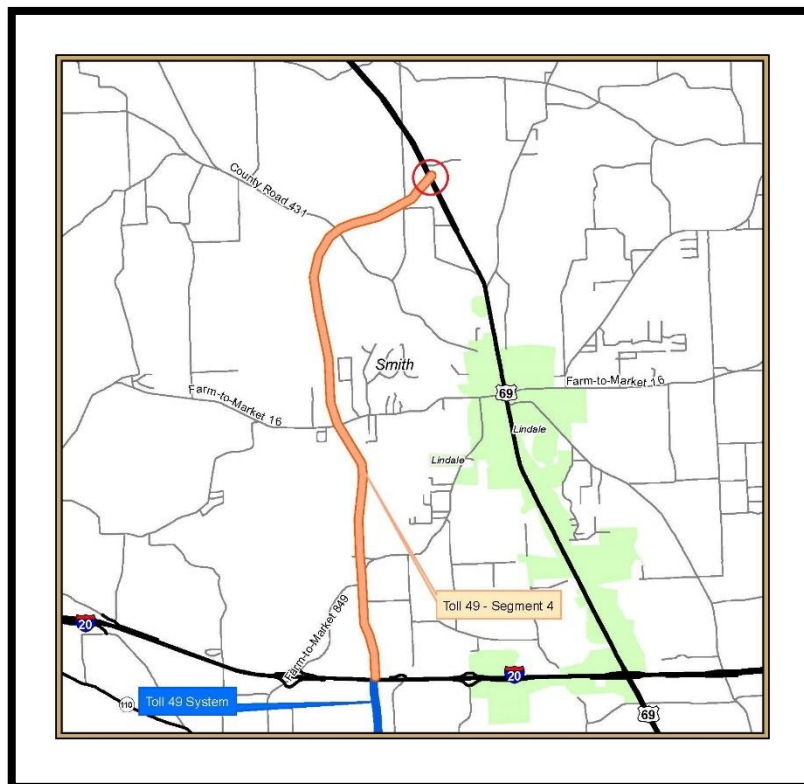 County Road 431
Smith
69
Farm-to-Market 16
Farm-to-Market 16
Lindale
Lindale
Toll 49 - Segment 4
Farm-to-Market 849
20
20
Toll 49 System
110
69